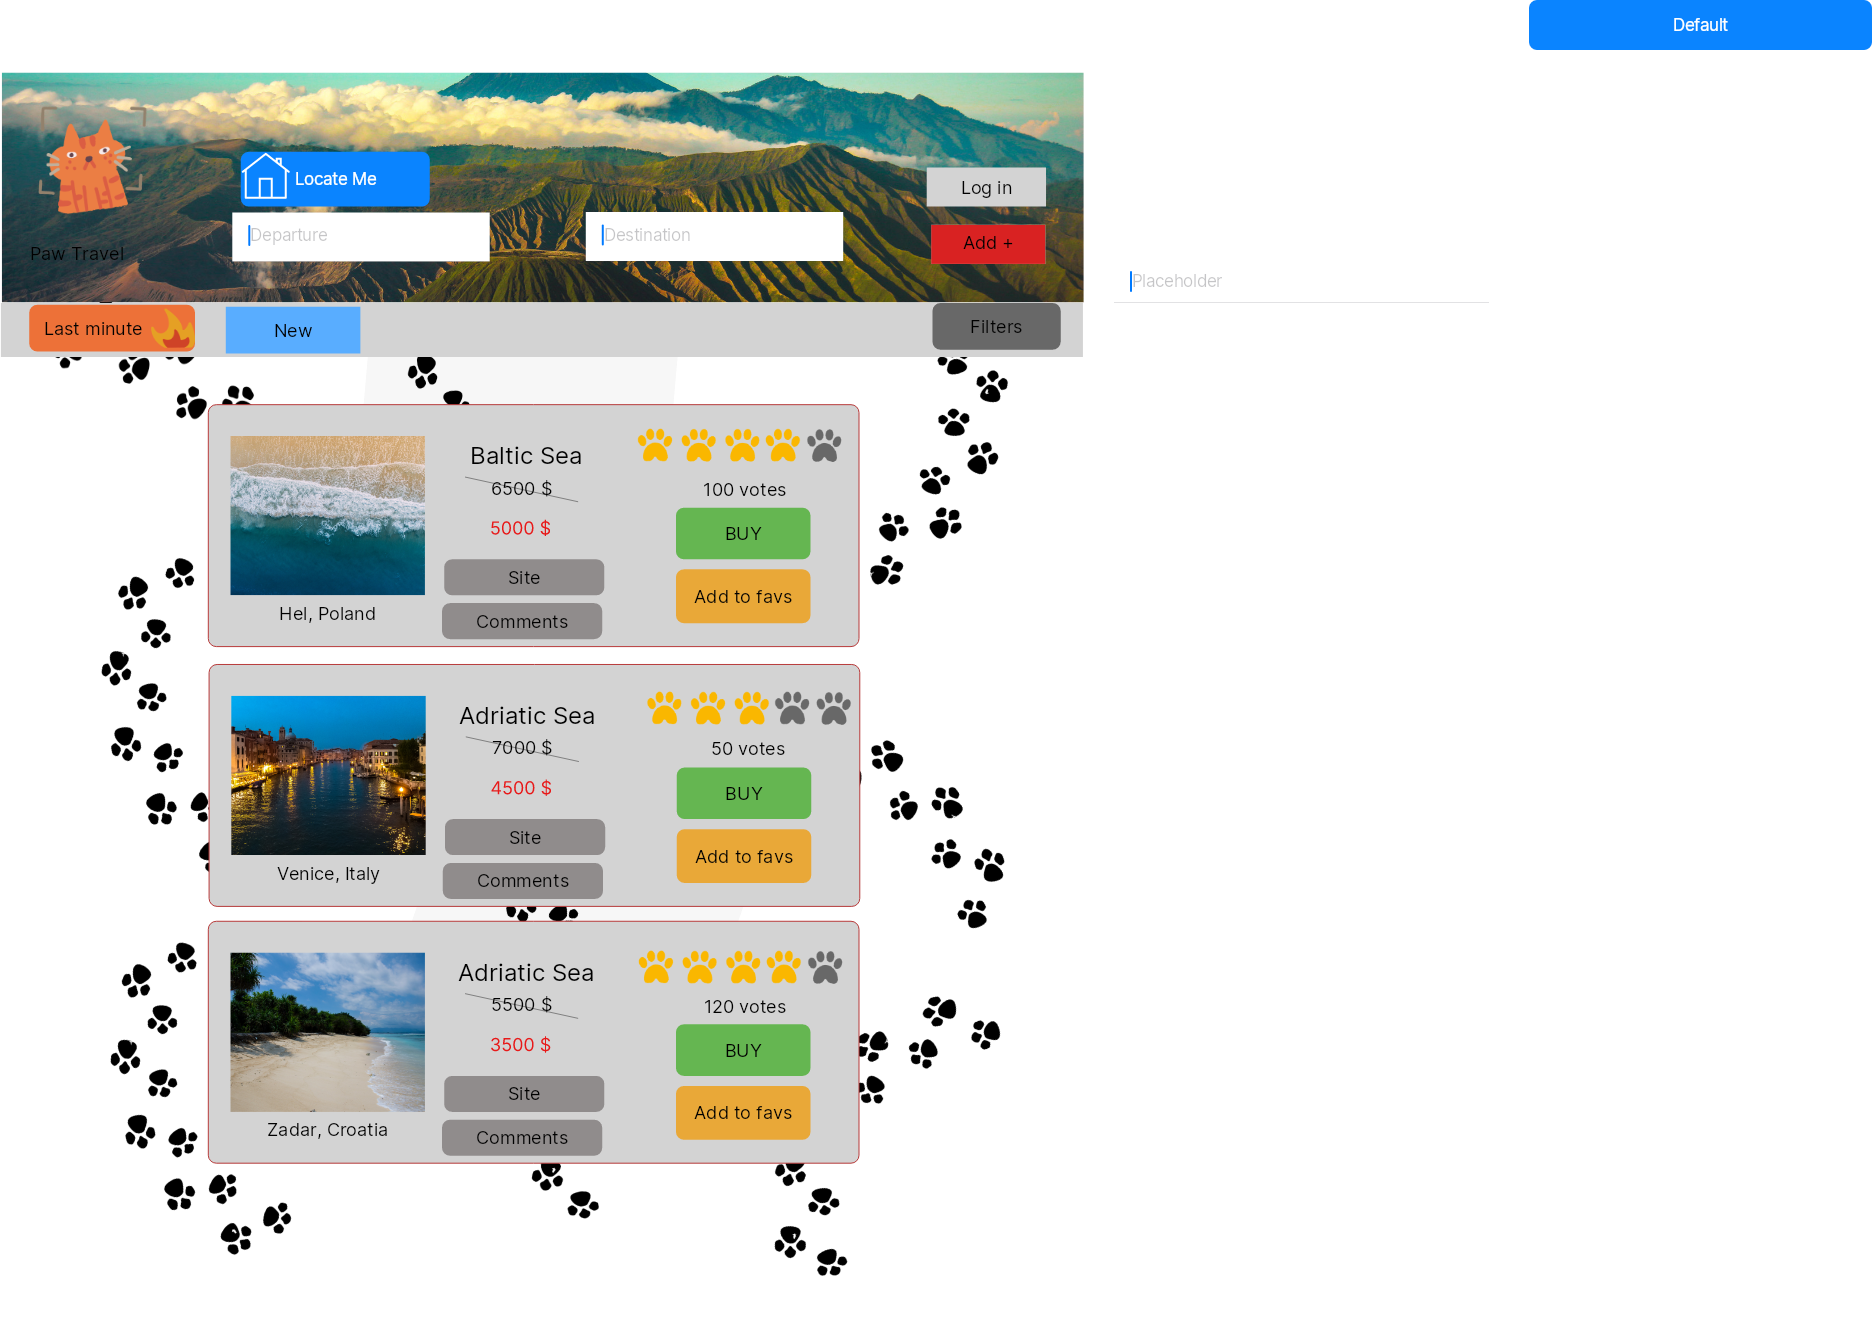 Default
Locate Me
Log in
Departure
Destination
Add +
Paw Travel
Placeholder
Last minute
New
Filters
Baltic Sea
6500 $
100 votes
5000 $
BUY
Site
Add to favs
Hel, Poland
Comments
Adriatic Sea
7000 $
50 votes
4500 $
BUY
Site
Add to favs
Venice, Italy
Comments
Adriatic Sea
5500 $
120 votes
3500 $
BUY
Site
Add to favs
Zadar, Croatia
Comments